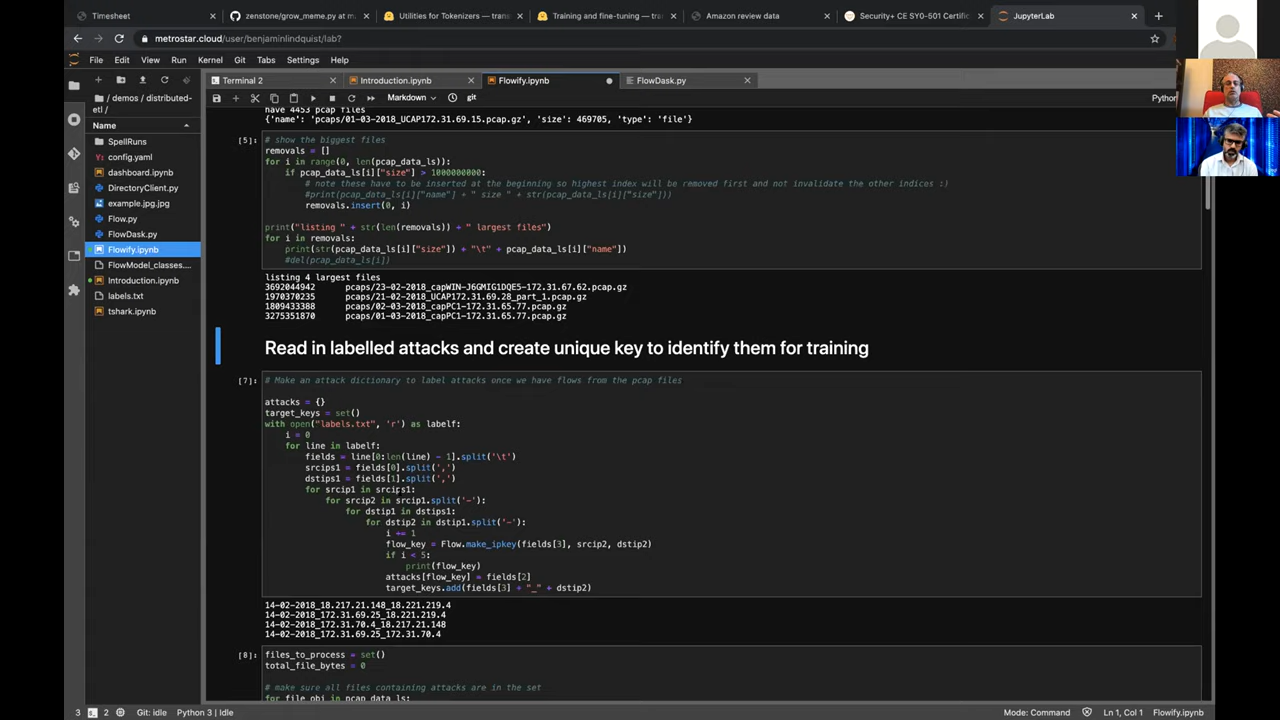 Timesheet
zenstone/grow_meme.py at m...
Utilities for Tokenizers — trans
Training and fine-tuning — tran
Amazon review data
Security+ CE SY0-501 Certific
JupyterLab
metrostar.cloud/user/benjaminlindquist/lab?
File Edit View Run Kernel Git Tabs Settings Help
Terminal 2
Introduction.ipynb
Flowify.ipynb
FlowDask.py
Markdown
git
Python
/ demos / distributed-
etl /
Name
SpellRuns
config.yaml
dashboard.ipynb
DirectoryClient.py
example.jpg.jpg
Flow.py
FlowDask.py
Flowify.ipynb
FlowModel_classes....
Introduction.ipynb
labels.txt
tshark.ipynb
have 4453 pcap files
{'name': 'pcaps/01-03-2018_UCAP172.31.69.15.pcap.gz', 'size': 469705, 'type': 'file'}
[5]:
# show the biggest files
removals = []
for i in range(0, len(pcap_data_ls)):
if pcap_data_ls[i]["size"] > 1000000000:
# note these have to be inserted at the beginning so highest index will be removed first and not invalidate the other indices :)
#print(pcap_data_ls[i]["name"] + " size " + str(pcap_data_ls[i]["size"]))
removals.insert(0, i)
print("listing " + str(len(removals)) + " largest files")
for i in removals:
print(str(pcap_data_ls[i]["size"]) + "\t" + pcap_data_ls[i]["name"])
#del(pcap_data_ls[i])
listing 4 largest files
3692044942 pcaps/23-02-2018_capWIN-J6GMIG1DQE5-172.31.67.62.pcap.gz
1970370235 pcaps/21-02-2018_UCAP172.31.69.28_part_1.pcap.gz
1809433388 pcaps/02-03-2018_capPC1-172.31.65.77.pcap.gz
3275351870 pcaps/01-03-2018_capPC1-172.31.65.77.pcap.gz
Read in labelled attacks and create unique key to identify them for training
[7]:
# Make an attack dictionary to label attacks once we have flows from the pcap files
attacks = {}
target_keys = set()
with open("labels.txt", 'r') as labelf:
i = 0
for line in labelf:
fields = line[0:len(line) - 1].split('\t')
srcips1 = fields[0].split(',')
dstips1 = fields[1].split(',')
for srcip1 in srcips1:
for srcip2 in srcip1.split('-'):
for dstip1 in dstips1:
for dstip2 in dstip1.split('-'):
i += 1
flow_key = Flow.make_ipkey(fields[3], srcip2, dstip2)
if i < 5:
print(flow_key)
attacks[flow_key] = fields[2]
target_keys.add(fields[3] + "_" + dstip2)
14-02-2018_18.217.21.148_18.221.219.4
14-02-2018_172.31.69.25_18.221.219.4
14-02-2018_172.31.70.4_18.217.21.148
14-02-2018_172.31.69.25_172.31.70.4
[8]:
files_to_process = set()
total_file_bytes = 0
# make sure all files containing attacks are in the set
for file_obj in pcap_data_ls:
3
2
Git: idle
Python 3 | Idle
Mode: Command
Ln 1, Col 1
Flowify.ipynb